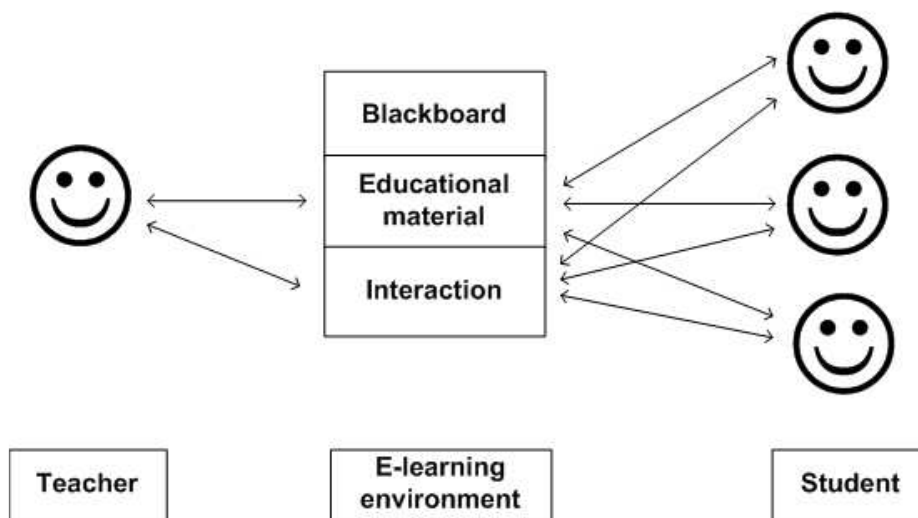 Blackboard
Educational
material
Interaction
Teacher
E-learning
environment
Student